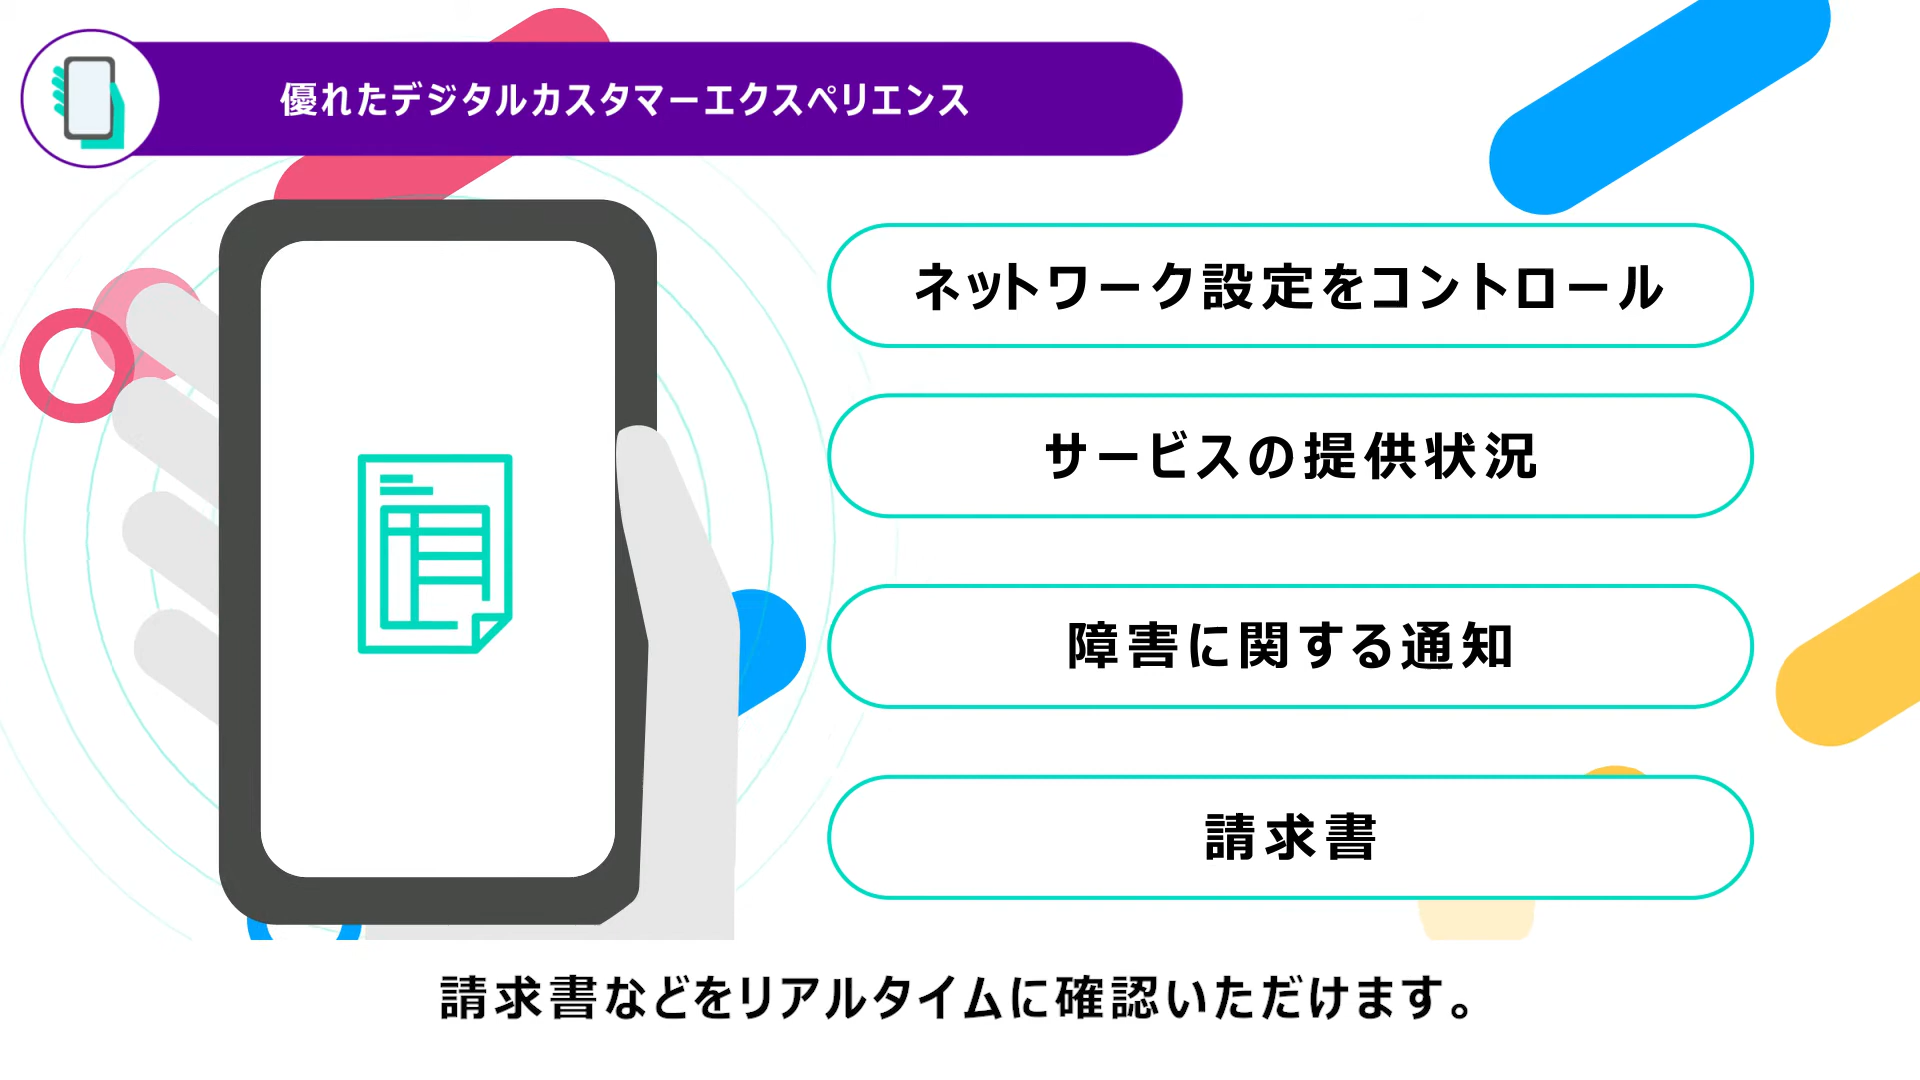 優れたデジタルカスタマーエクスペリエンス
ネットワーク設定をコントロール
サービスの提供状況
障害に関する通知
請求書
請求書などをリアルタイムに確認いただけます。